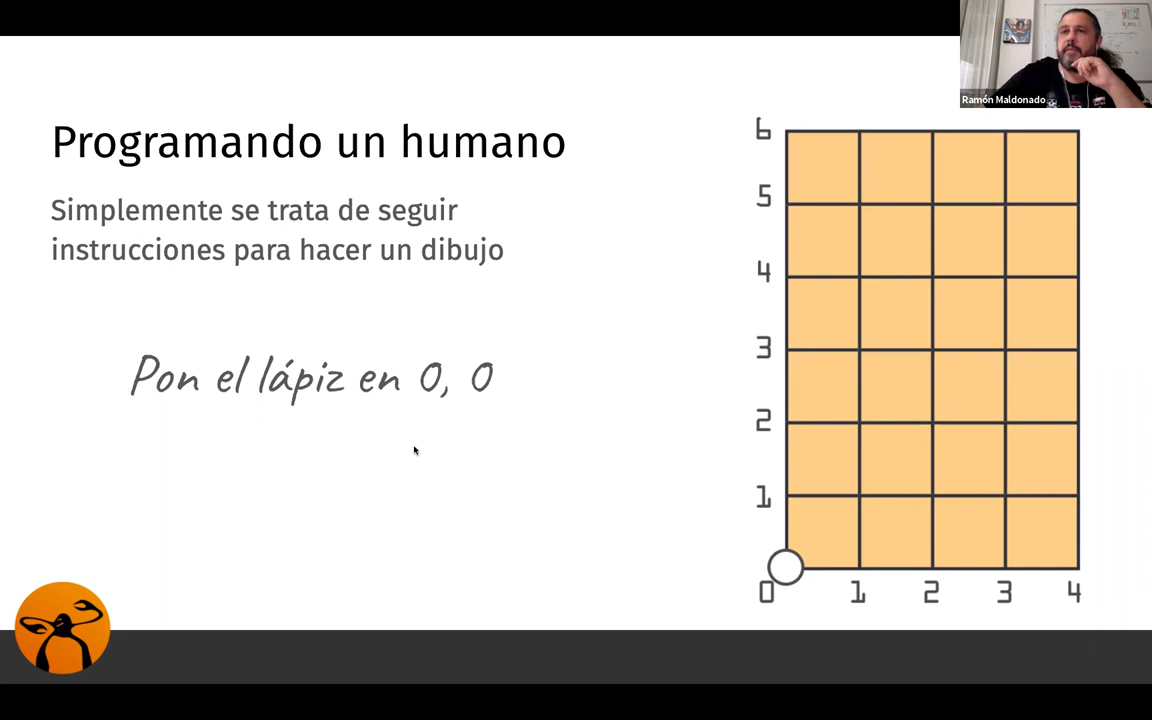 Ramón Maldonado
Programando un humano
Simplemente se trata de seguir
instrucciones para hacer un dibujo
Pon el lápiz en 0, 0
6
5
4
3
2
1
0 1 2 3 4